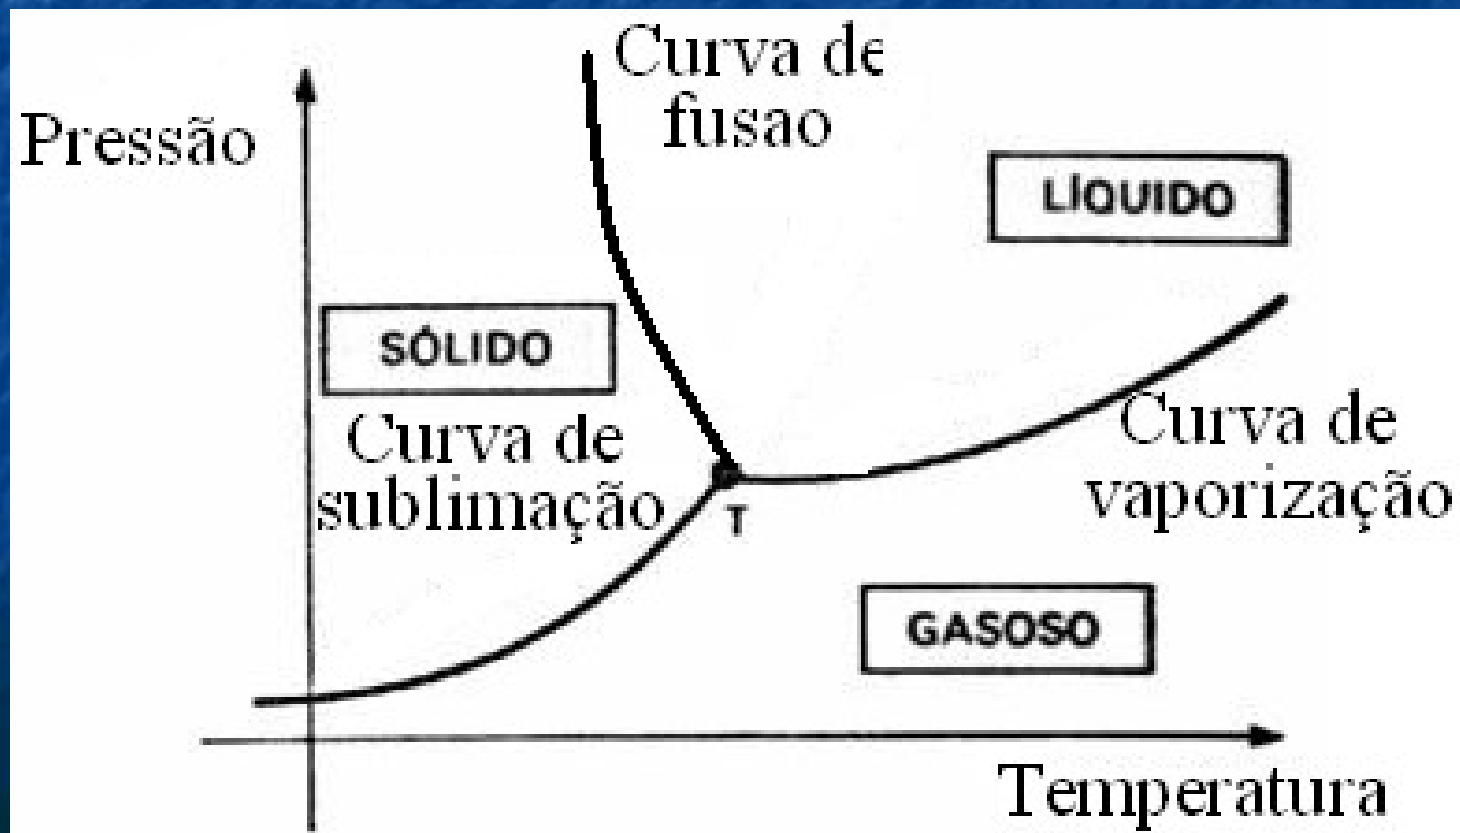 Curva de
fusao
Pressão
LÍQUIDO
SÓLIDO
Curva de
sublimação
Curva de
vaporização
T
GASOSO
Temperatura